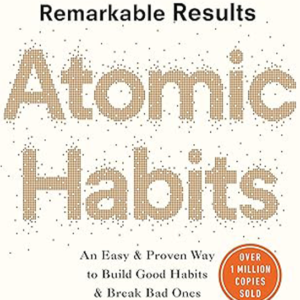 Remarkable Results
Atomic
Habits
An Easy & Proven Way
to Build Good Habits
& Break Bad Ones
OVER
1 MILLION
COPIES
SOLD